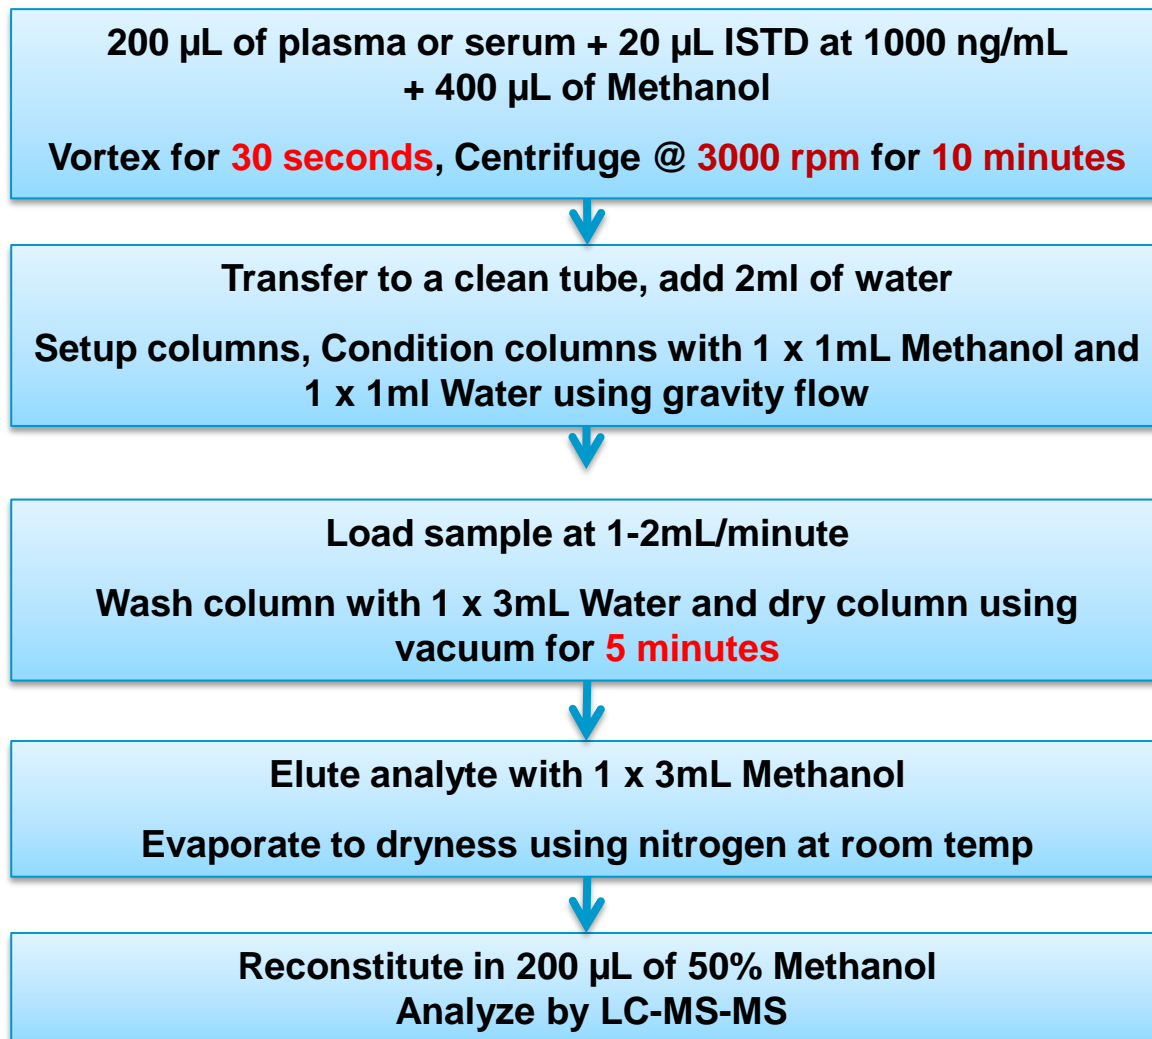 200 µL of plasma or serum + 20 µL ISTD at 1000 ng/mL
+ 400 µL of Methanol
Vortex for 30 seconds, Centrifuge @ 3000 rpm for 10 minutes
Transfer to a clean tube, add 2ml of water
Setup columns, Condition columns with 1 x 1mL Methanol and
1 x 1ml Water using gravity flow
Load sample at 1-2mL/minute
Wash column with 1 x 3mL Water and dry column using
vacuum for 5 minutes
Elute analyte with 1 x 3mL Methanol
Evaporate to dryness using nitrogen at room temp
Reconstitute in 200 µL of 50% Methanol
Analyze by LC-MS-MS